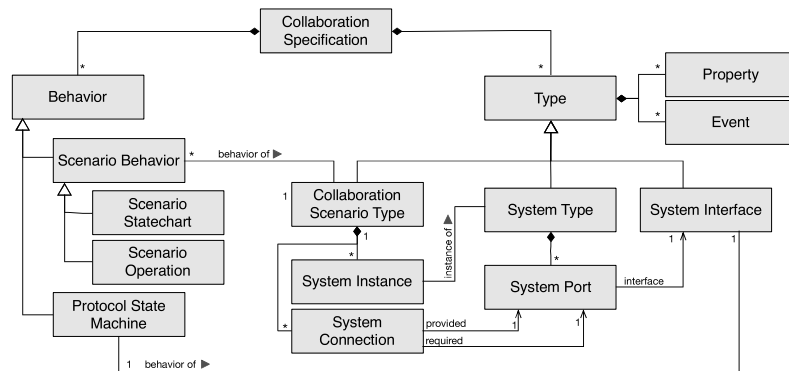 Collaboration
Specification
*
*
Behavior
Type
*
Property
*
Event
Scenario Behavior
*
behavior of ▶
1
Collaboration
Scenario Type
System Type
System Interface
Scenario
Statechart
Scenario
Operation
1
*
instance of ▶
*
1
1
System Instance
System Port
interface
Protocol State
Machine
*
System
Connection
provided
1
required
1
1
behavior of ▶